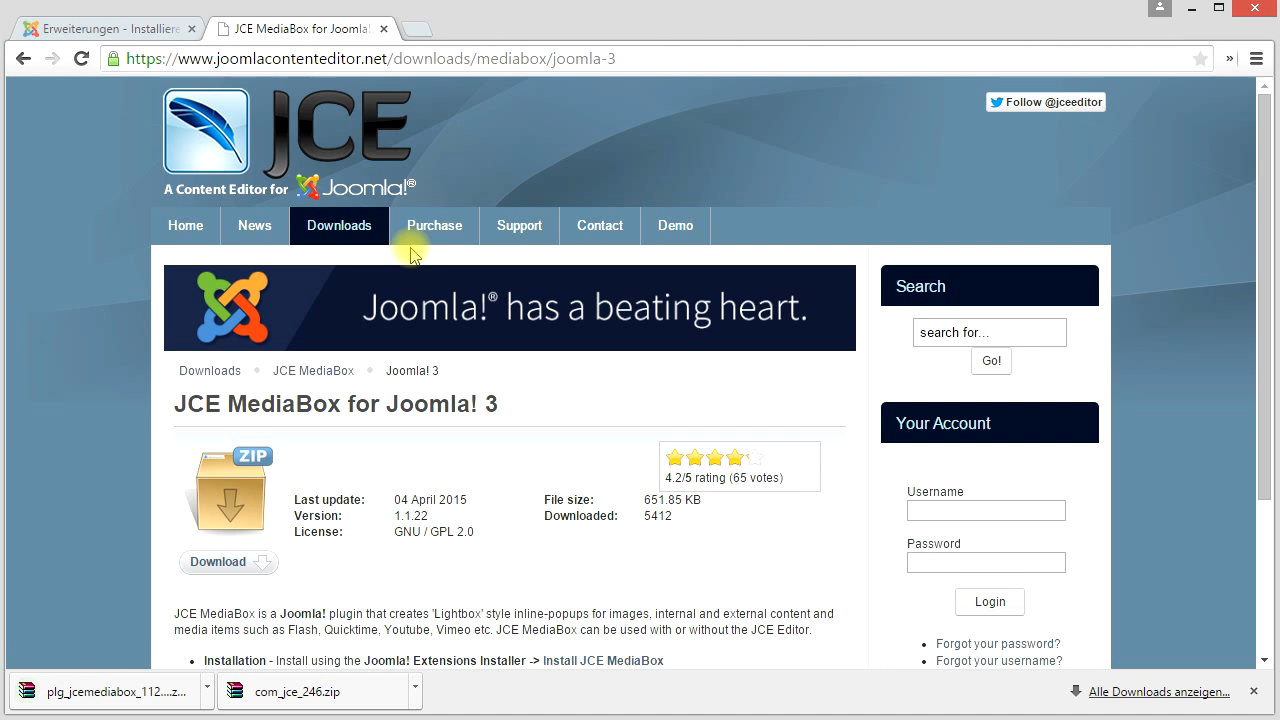 Erweiterungen - Installiere
JCE MediaBox for Joomla!
https://www.joomlacontenteditor.net/downloads/mediabox/joomla-3
»
JCE
A Content Editor for Joomla!®
Follow @jceeditor
Home
News
Downloads
Purchase
Support
Contact
Demo
Joomla!® has a beating heart.
Search
search for...
Go!
Downloads
JCE MediaBox
Joomla! 3
JCE MediaBox for Joomla! 3
Your Account
ZIP
4.2/5 rating (65 votes)
Last update: 04 April 2015 File size: 651.85 KB
Version: 1.1.22 Downloaded: 5412
License: GNU / GPL 2.0
Download
Username
Password
Login
JCE MediaBox is a Joomla! plugin that creates 'Lightbox' style inline-popups for images, internal and external content and
media items such as Flash, Quicktime, Youtube, Vimeo etc. JCE MediaBox can be used with or without the JCE Editor.
• Installation - Install using the Joomla! Extensions Installer -> Install JCE MediaBox
• Forgot your password?
• Forgot your username?
plg_jcemediabox_112....z...
com_jce_246.zip
Alle Downloads anzeigen...